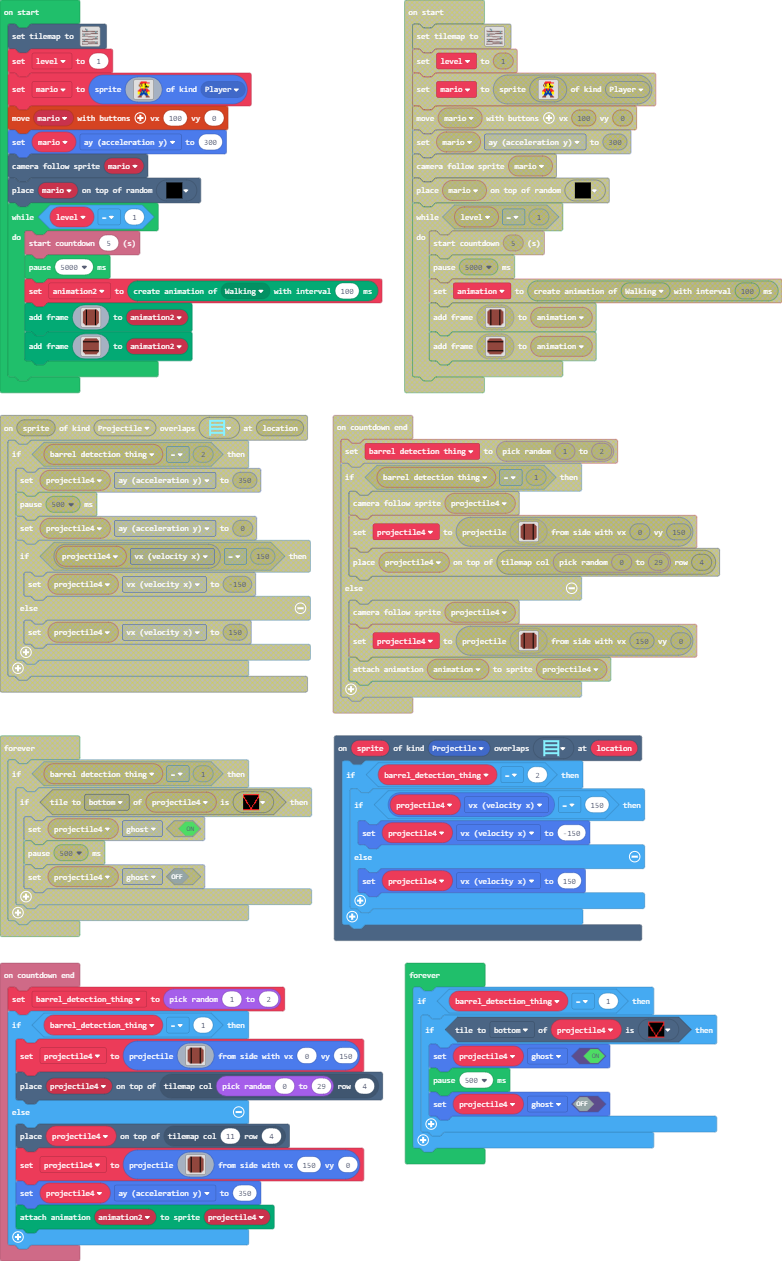 on start
set tilemap to
set level to 1
set mario to sprite of kind Player
move mario with buttons vx 100 vy 0
set mario ay (acceleration y) to 300
camera follow sprite mario
place mario on top of random
while level = 1
do
start countdown 5 (s)
pause 5000 ms
set animation2 to create animation of Walking with interval 100 ms
add frame to animation2
add frame to animation2
on start
set tilemap to
set level to 1
set mario to sprite of kind Player
move mario with buttons vx 100 vy 0
set mario ay (acceleration y) to 300
camera follow sprite mario
place mario on top of random
while level = 1
do
start countdown 5 (s)
pause 5000 ms
set animation to create animation of Walking with interval 100 ms
add frame to animation
add frame to animation
on sprite of kind Projectile overlaps at location
if barrel detection thing = 2 then
set projectile4 ay (acceleration y) to 350
pause 500 ms
set projectile4 ay (acceleration y) to 0
if projectile4 vx (velocity x) = 150 then
set projectile4 vx (velocity x) to -150
else
set projectile4 vx (velocity x) to 150
on countdown end
set barrel detection thing to pick random 1 to 2
if barrel detection thing = 1 then
camera follow sprite projectile4
set projectile4 to projectile from side with vx 0 vy 150
place projectile4 on top of tilemap col pick random 0 to 29 row 4
else
camera follow sprite projectile4
set projectile4 to projectile from side with vx 150 vy 0
attach animation animation to sprite projectile4
forever
if barrel detection thing = 1 then
if tile to bottom of projectile4 is then
set projectile4 ghost ON
pause 500 ms
set projectile4 ghost OFF
on sprite of kind Projectile overlaps at location
if barrel_detection_thing = 2 then
if projectile4 vx (velocity x) = 150 then
set projectile4 vx (velocity x) to -150
else
set projectile4 vx (velocity x) to 150
on countdown end
set barrel_detection_thing to pick random 1 to 2
if barrel_detection_thing = 1 then
set projectile4 to projectile from side with vx 0 vy 150
place projectile4 on top of tilemap col pick random 0 to 29 row 4
else
place projectile4 on top of tilemap col 11 row 4
set projectile4 to projectile from side with vx 150 vy 0
set projectile4 ay (acceleration y) to 350
attach animation animation2 to sprite projectile4
forever
if barrel_detection_thing = 1 then
if tile to bottom of projectile4 is then
set projectile4 ghost ON
pause 500 ms
set projectile4 ghost OFF